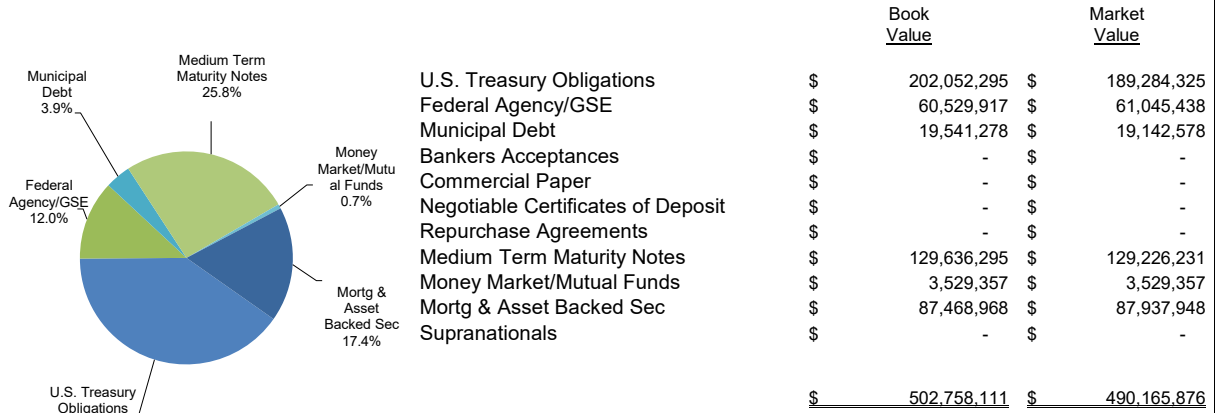 Book Market
Value Value
Medium Term
Maturity Notes
25.8%
Municipal
Debt
3.9%
Money
Market/Mutu
al Funds
0.7%
Federal
Agency/GSE
12.0%
Mortg &
Asset
Backed Sec
17.4%
U.S. Treasury
Obligations
U.S. Treasury Obligations $ 202,052,295 $ 189,284,325
Federal Agency/GSE $ 60,529,917 $ 61,045,438
Municipal Debt $ 19,541,278 $ 19,142,578
Bankers Acceptances $ - $ -
Commercial Paper $ - $ -
Negotiable Certificates of Deposit $ - $ -
Repurchase Agreements $ - $ -
Medium Term Maturity Notes $ 129,636,295 $ 129,226,231
Money Market/Mutual Funds $ 3,529,357 $ 3,529,357
Mortg & Asset Backed Sec $ 87,468,968 $ 87,937,948
Supranationals $ - $ -
$ 502,758,111 $ 490,165,876